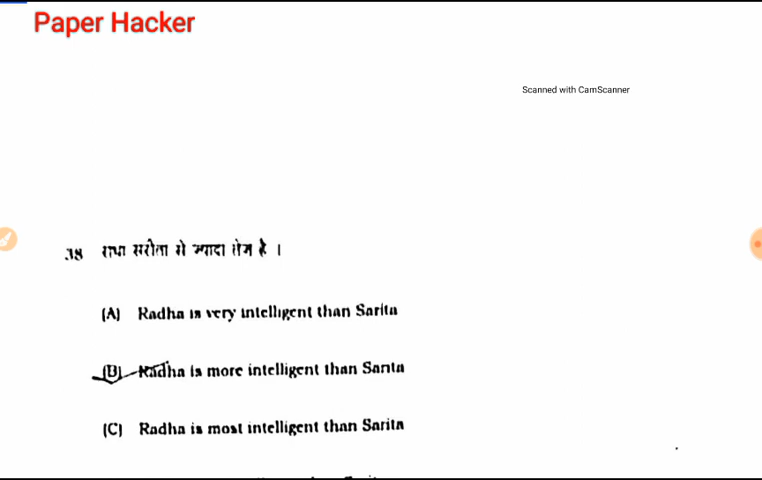 Paper Hacker
Scanned with CamScanner
38 राधा सरीता से ज्यादा तेज है ।
(A) Radha is very intelligent than Sarita
(B) Radha is more intelligent than Sarita
(C) Radha is most intelligent than Sarita